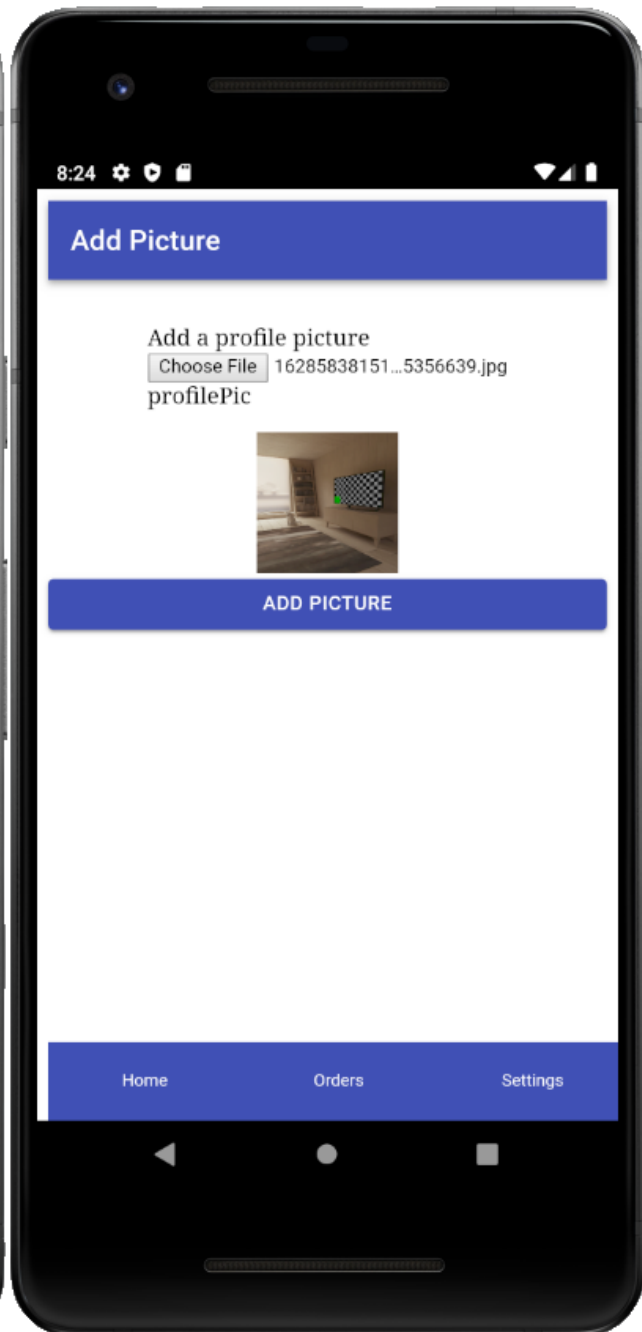 8:24
Add Picture
Add a profile picture
Choose File 16285838151...5356639.jpg
profilePic
ADD PICTURE
Home Orders Settings